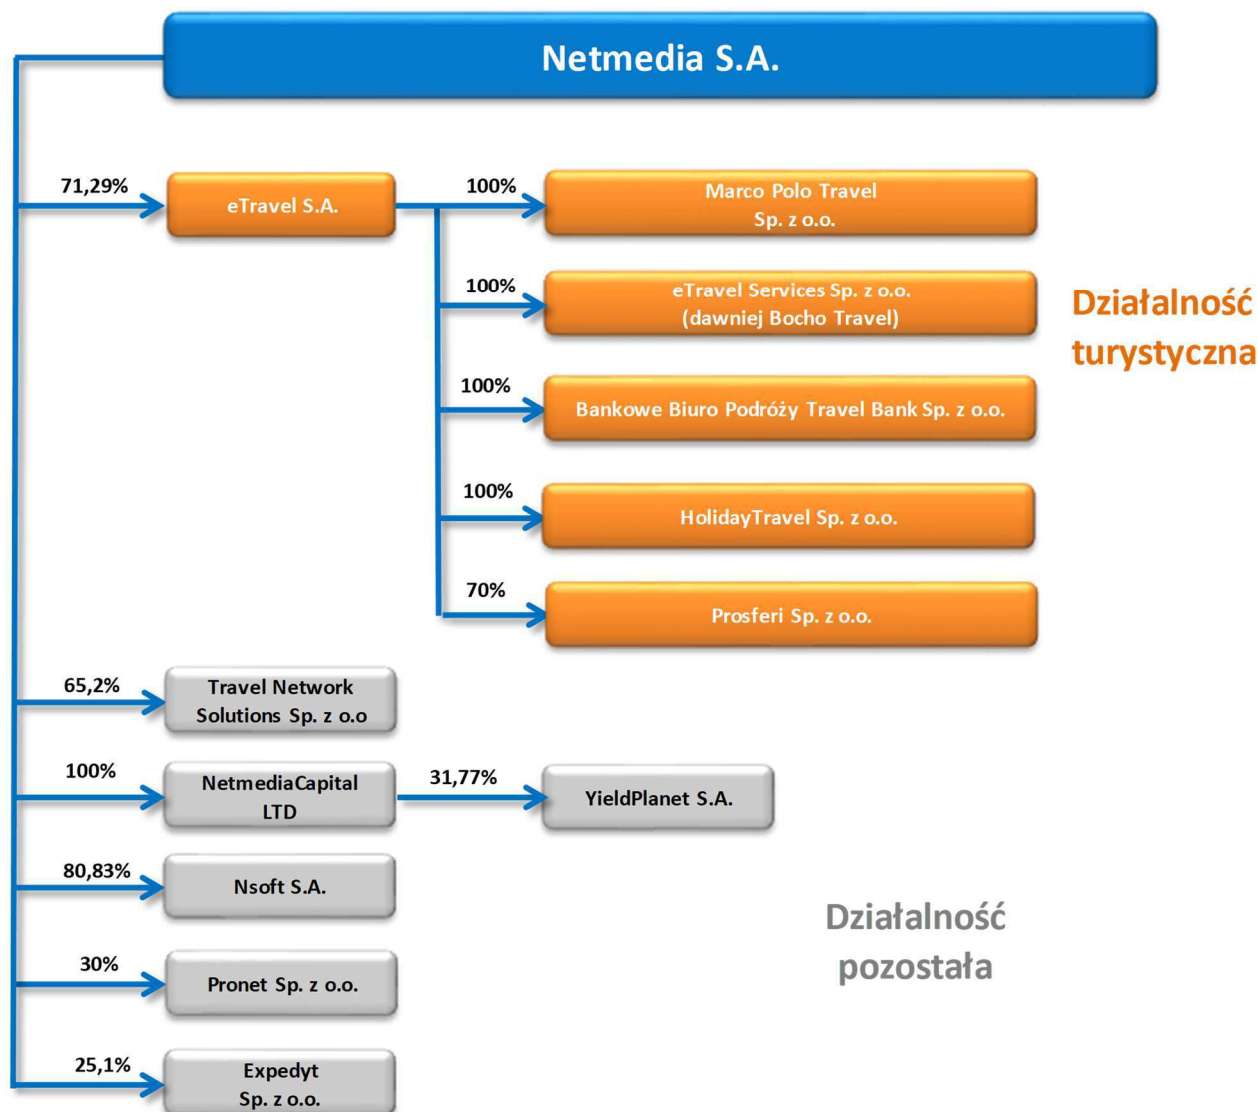 Netmedia S.A.
71,29%
eTravel S.A.
100%
Marco Polo Travel
Sp. z o.o.
100%
eTravel Services Sp. z o.o.
(dawniej Bocho Travel)
Działalność
turystyczna
100%
Bankowe Biuro Podróży Travel Bank Sp. z o.o.
100%
HolidayTravel Sp. z o.o.
70%
Prosferi Sp. z o.o.
65,2%
Travel Network
Solutions Sp. z o.o
100%
NetmediaCapital
LTD
31,77%
YieldPlanet S.A.
80,83%
Nsoft S.A.
Działalność
pozostała
30%
Pronet Sp. z o.o.
25,1%
Expedyt
Sp. z o.o.